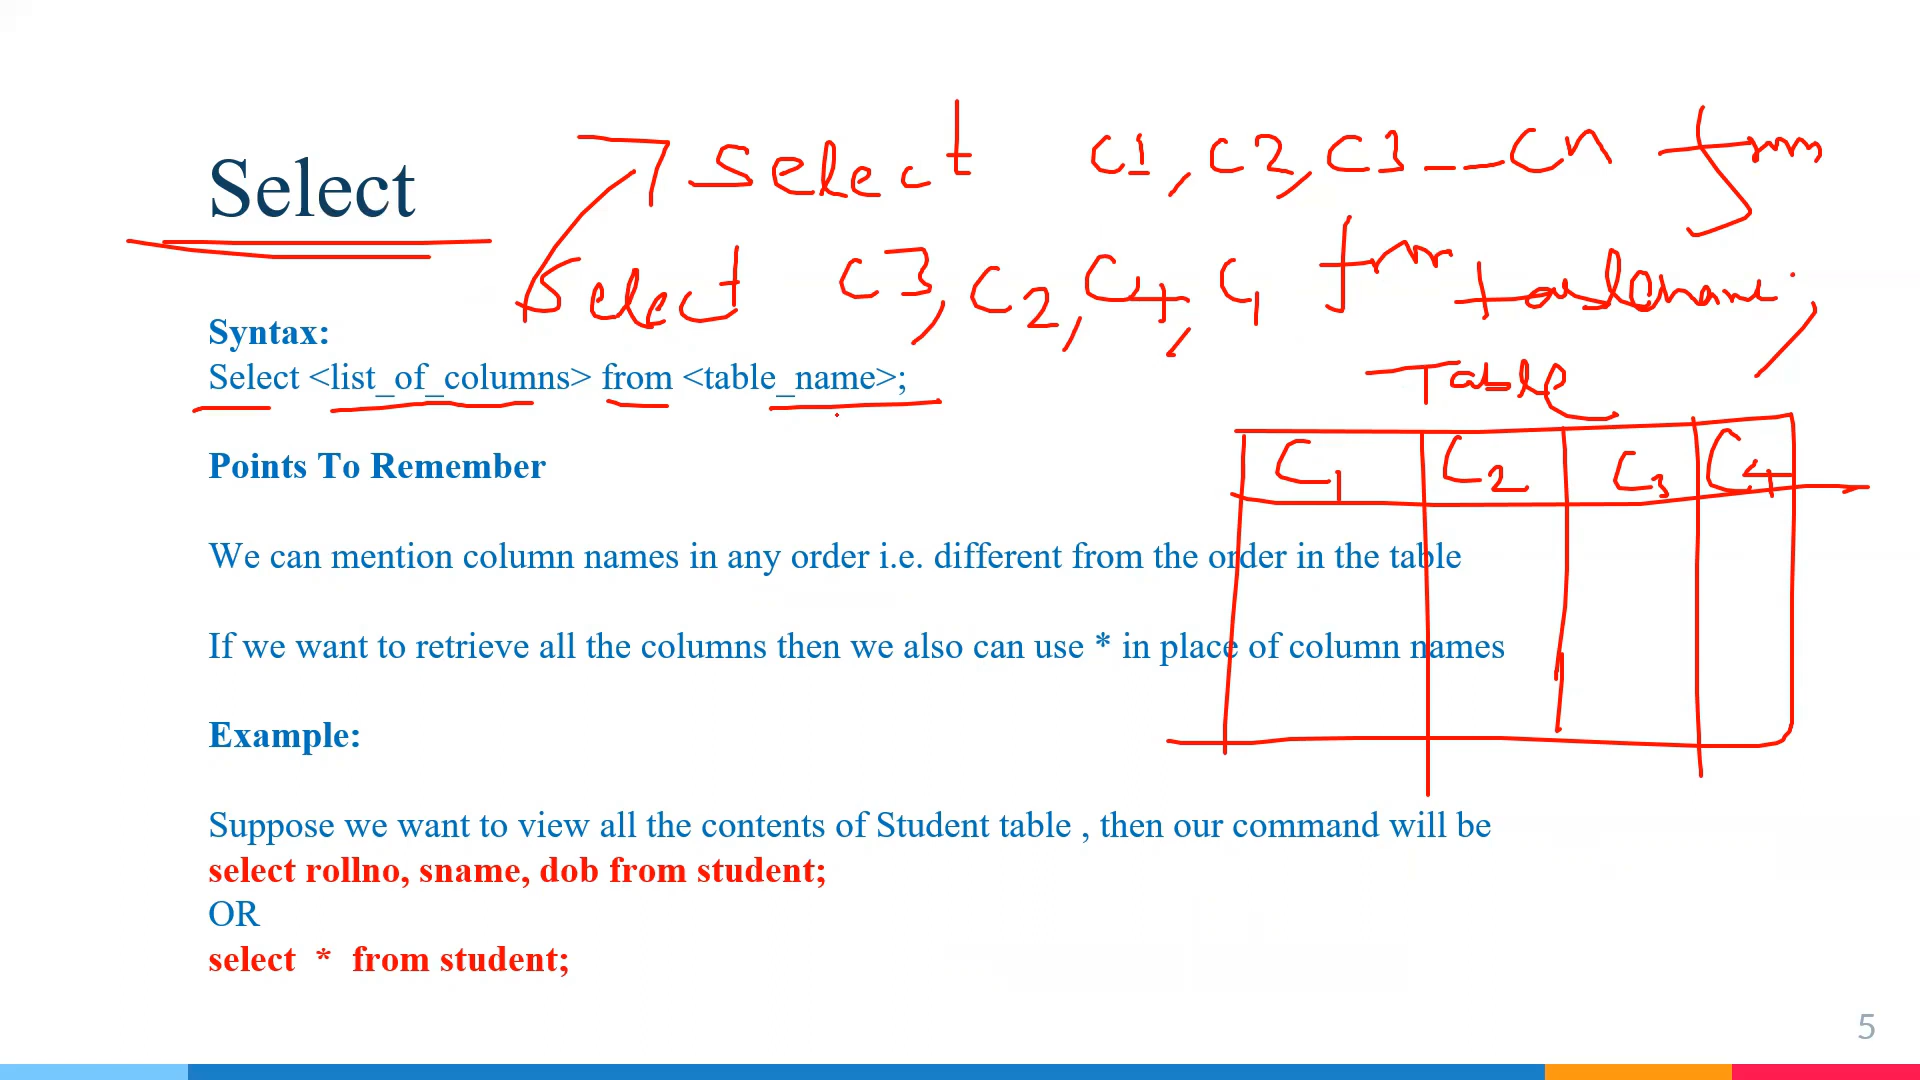 Select
select c1, c2, c3 -- cn from
select c3, c2, c4, c1 from tablename;
Syntax:
Select <list_of_columns> from <table_name>;
Table
C1 C2 C3 C4
Points To Remember
We can mention column names in any order i.e. different from the order in the table
If we want to retrieve all the columns then we also can use * in place of column names
Example:
Suppose we want to view all the contents of Student table , then our command will be
select rollno, sname, dob from student;
OR
select * from student;
5